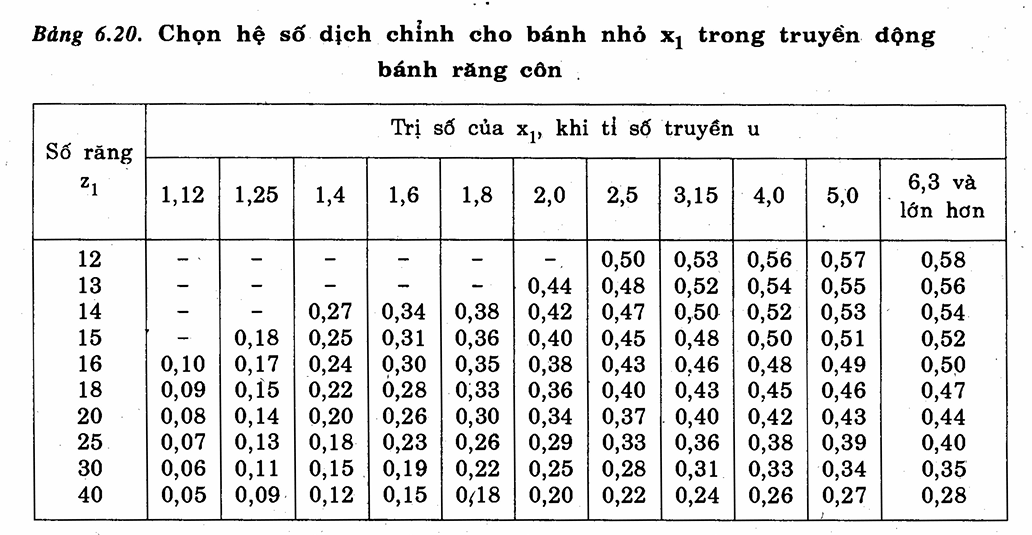 Bảng 6.20. Chọn hệ số dịch chỉnh cho bánh nhỏ x₁ trong truyền động
bánh răng côn
Số răng z₁ | Trị số của x₁, khi tỉ số truyền u
1,12 | 1,25 | 1,4 | 1,6 | 1,8 | 2,0 | 2,5 | 3,15 | 4,0 | 5,0 | 6,3 và lớn hơn
12 | – | – | – | – | – | – | 0,50 | 0,53 | 0,56 | 0,57 | 0,58
13 | – | – | – | – | – | 0,44 | 0,48 | 0,52 | 0,54 | 0,55 | 0,56
14 | – | – | 0,27 | 0,34 | 0,38 | 0,42 | 0,47 | 0,50 | 0,52 | 0,53 | 0,54
15 | – | 0,18 | 0,25 | 0,31 | 0,36 | 0,40 | 0,45 | 0,48 | 0,50 | 0,51 | 0,52
16 | 0,10 | 0,17 | 0,24 | 0,30 | 0,35 | 0,38 | 0,43 | 0,46 | 0,48 | 0,49 | 0,50
18 | 0,09 | 0,15 | 0,22 | 0,28 | 0,33 | 0,36 | 0,40 | 0,43 | 0,45 | 0,46 | 0,47
20 | 0,08 | 0,14 | 0,20 | 0,26 | 0,30 | 0,34 | 0,37 | 0,40 | 0,42 | 0,43 | 0,44
25 | 0,07 | 0,13 | 0,18 | 0,23 | 0,26 | 0,29 | 0,33 | 0,36 | 0,38 | 0,39 | 0,40
30 | 0,06 | 0,11 | 0,15 | 0,19 | 0,22 | 0,25 | 0,28 | 0,31 | 0,33 | 0,34 | 0,35
40 | 0,05 | 0,09 | 0,12 | 0,15 | 0,18 | 0,20 | 0,22 | 0,24 | 0,26 | 0,27 | 0,28